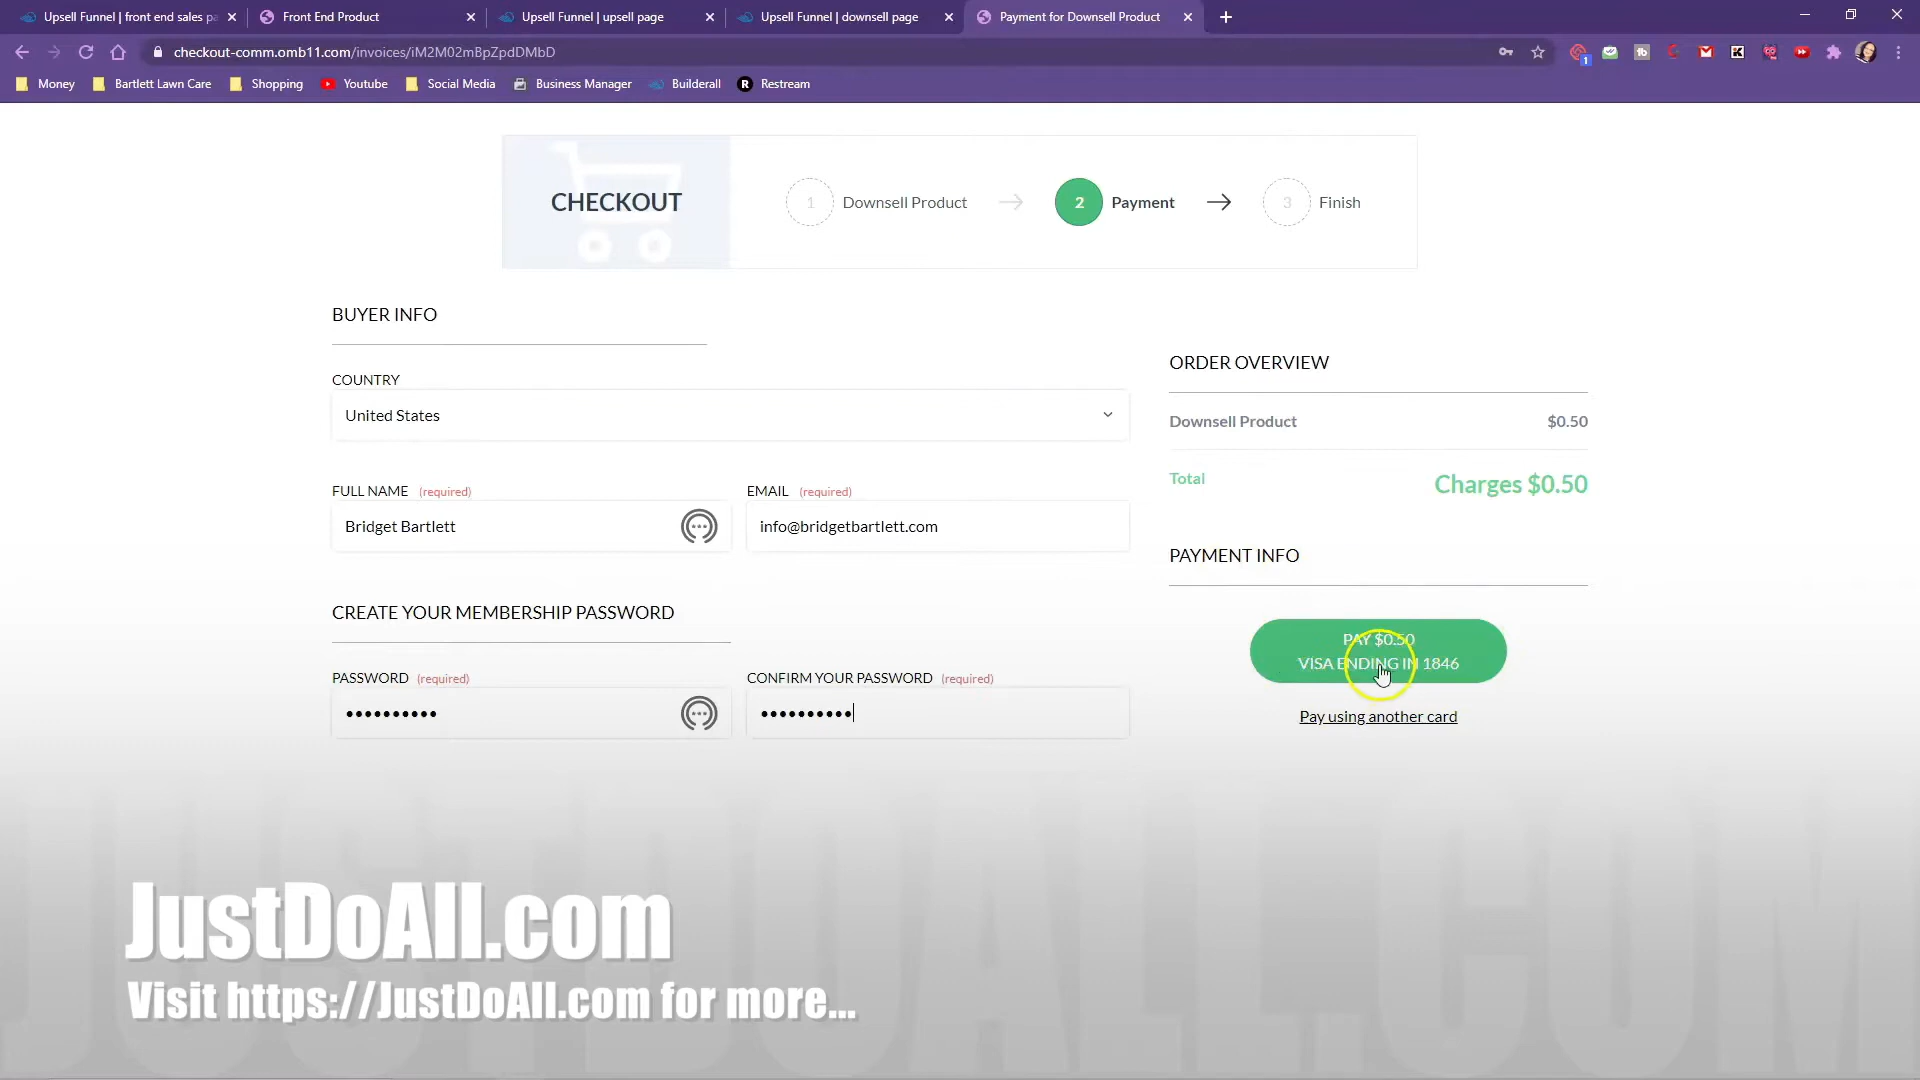 Upsell Funnel | front end sales pa
Front End Product
Upsell Funnel | upsell page
Upsell Funnel | downsell page
Payment for Downsell Product
checkout-comm.omb11.com/invoices/iM2M02mBpZpdDMbD
Money
Bartlett Lawn Care
Shopping
Youtube
Social Media
Business Manager
Builderall
R
Restream
CHECKOUT
1
Downsell Product
2
Payment
3
Finish
BUYER INFO
COUNTRY
United States
FULL NAME (required)
EMAIL (required)
Bridget Bartlett
info@bridgetbartlett.com
CREATE YOUR MEMBERSHIP PASSWORD
PASSWORD (required)
CONFIRM YOUR PASSWORD (required)
••••••••••
••••••••••
ORDER OVERVIEW
Downsell Product $0.50
Total Charges $0.50
PAYMENT INFO
PAY $0.50
VISA ENDING IN 1846
Pay using another card
JustDoAll.com
Visit https://JustDoAll.com for more...
JUSTDOALL.COM